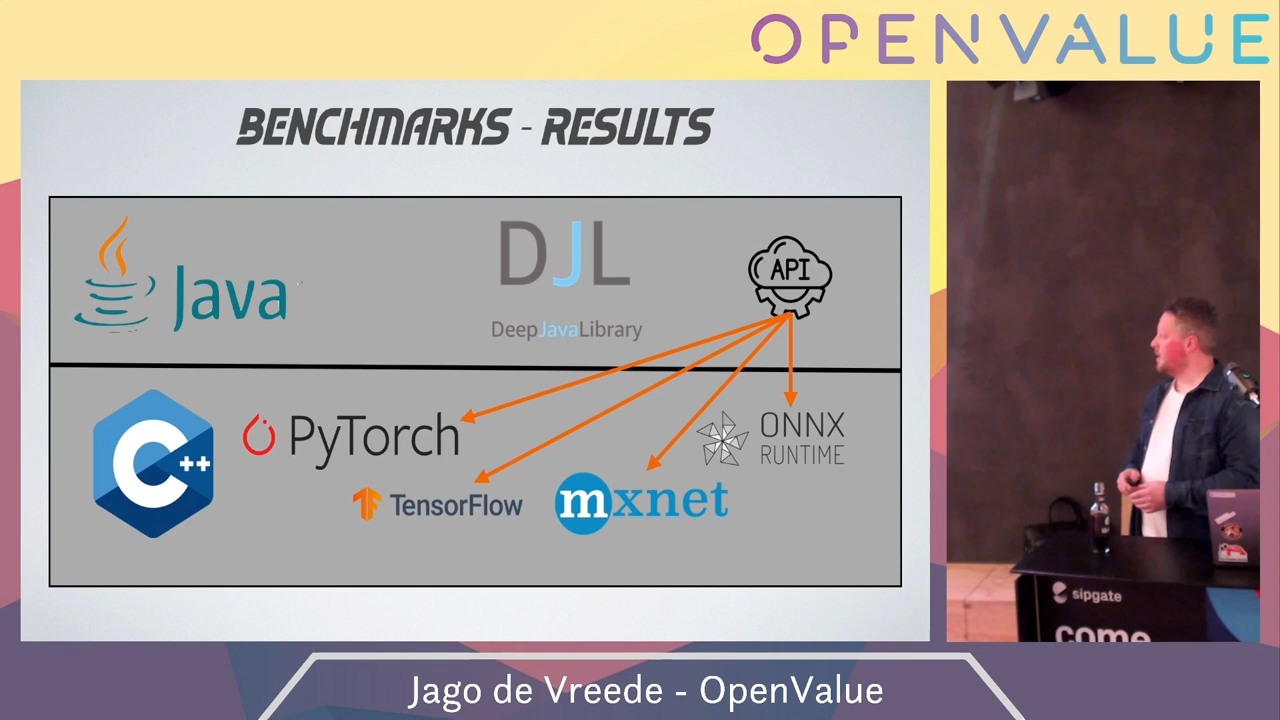 OPENVALUE
BENCHMARKS - RESULTS
Java
DJL
DeepJavaLibrary
API
C++
PyTorch
TensorFlow
mxnet
ONNX
RUNTIME
sipgate
come
Jago de Vreede - OpenValue